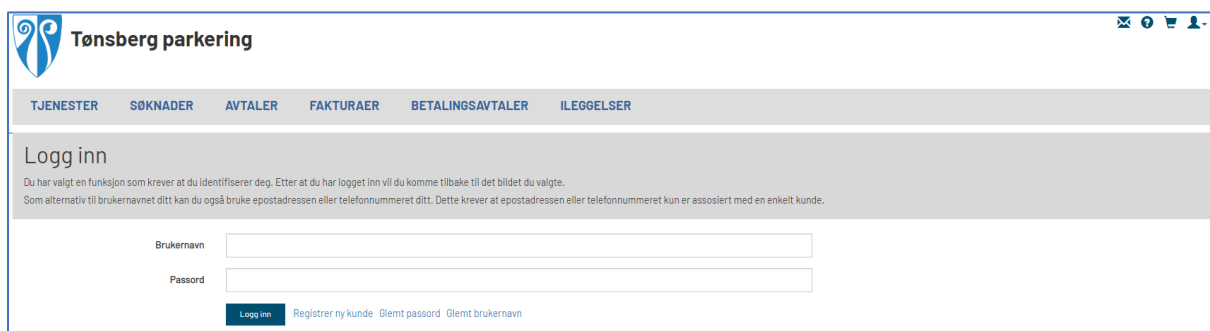 Tønsberg parkering
TJENESTER SØKNADER AVTALER FAKTURAER BETALINGSAVTALER ILEGGELSER
Logg inn
Du har valgt en funksjon som krever at du identifiserer deg. Etter at du har logget inn vil du komme tilbake til det bildet du valgte.
Som alternativ til brukernavnet ditt kan du også bruke epostadressen eller telefonnummeret ditt. Dette krever at epostadressen eller telefonnummeret kun er assosiert med en enkelt kunde.
Brukernavn
Passord
Logg inn Registrer ny kunde Glemt passord Glemt brukernavn